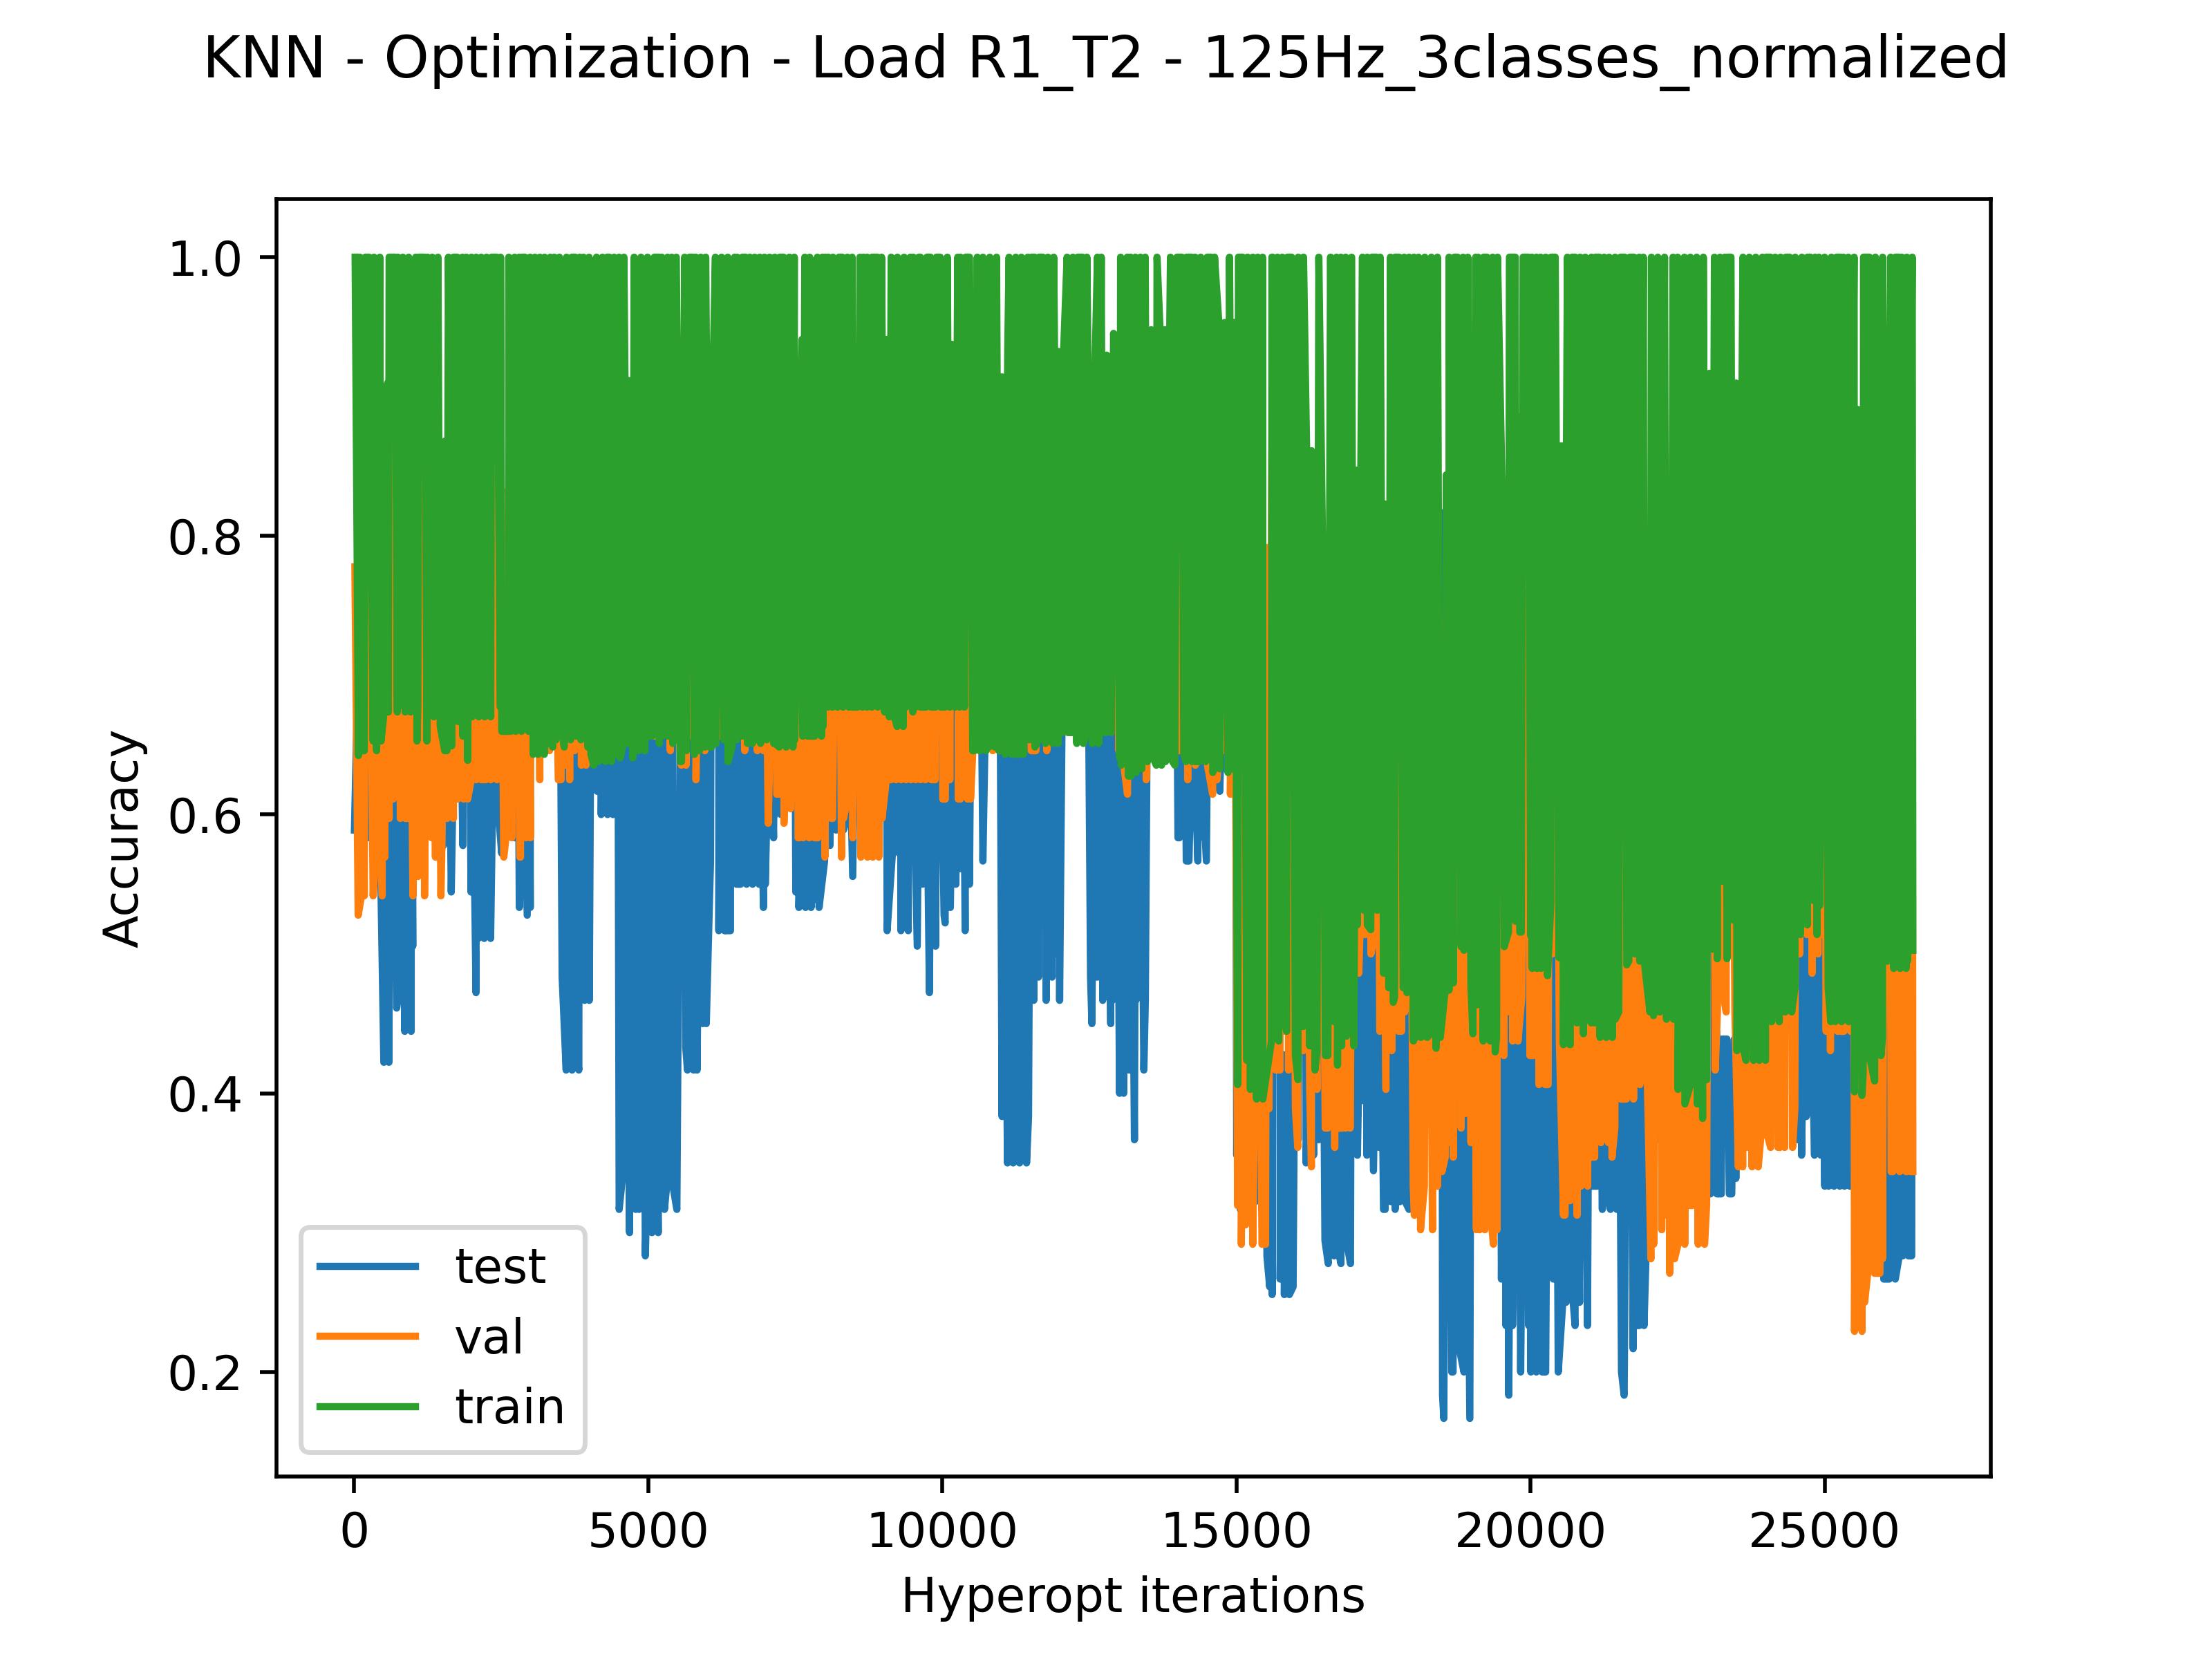 KNN - Optimization - Load R1_T2 - 125Hz_3classes_normalized
1.0
0.8
0.6
0.4
0.2
Accuracy
test
val
train
0 5000 10000 15000 20000 25000
Hyperopt iterations